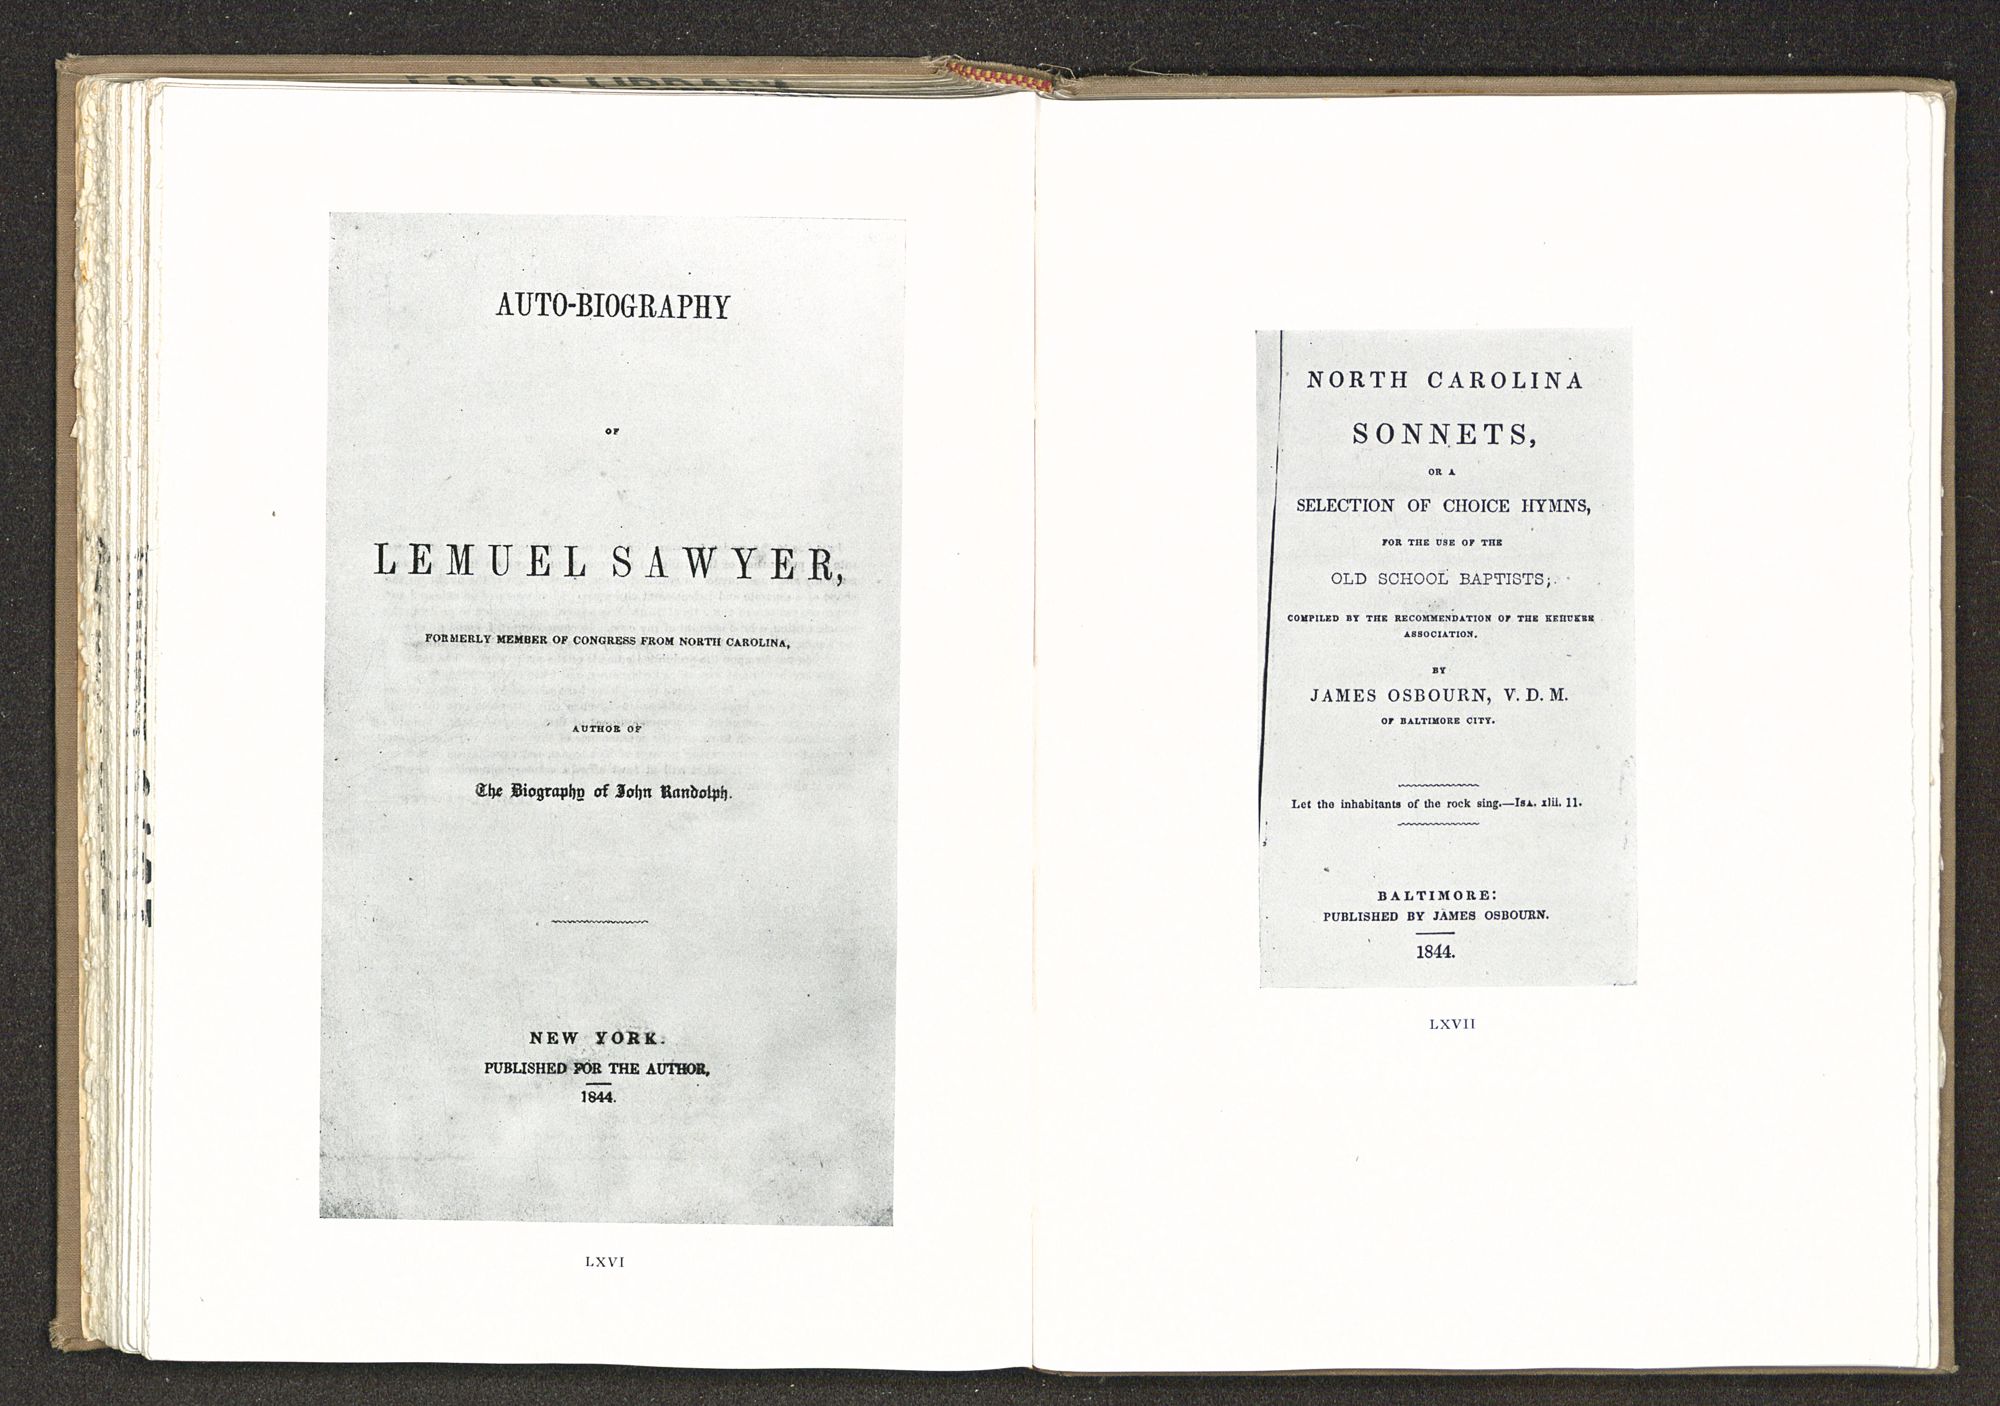 AUTO-BIOGRAPHY
OF
LEMUEL SAWYER,
FORMERLY MEMBER OF CONGRESS FROM NORTH CAROLINA,
AUTHOR OF
The Biography of John Randolph.
NEW YORK.
PUBLISHED FOR THE AUTHOR,
1844.
LXVI
NORTH CAROLINA
SONNETS,
OR A
SELECTION OF CHOICE HYMNS,
FOR THE USE OF THE
OLD SCHOOL BAPTISTS;
COMPILED BY THE RECOMMENDATION OF THE KEHUKEE
ASSOCIATION.
BY
JAMES OSBOURN, V. D. M.
OF BALTIMORE CITY.
Let the inhabitants of the rock sing.—ISA. xlii. 11.
BALTIMORE:
PUBLISHED BY JAMES OSBOURN.
1844.
LXVII